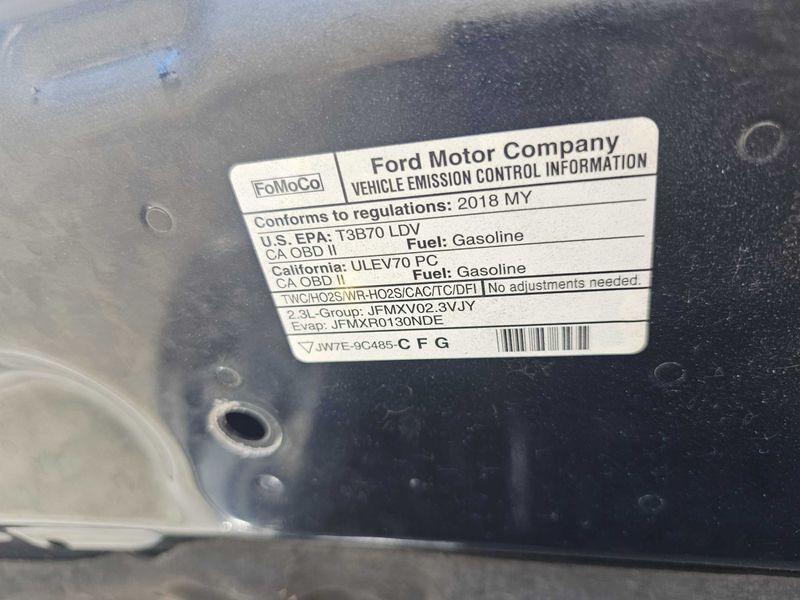 FoMoCo
Ford Motor Company
VEHICLE EMISSION CONTROL INFORMATION
Conforms to regulations: 2018 MY
U.S. EPA: T3B70 LDV
CA OBD II Fuel: Gasoline
California: ULEV70 PC
CA OBD II Fuel: Gasoline
TWC/HO2S/WR-HO2S/CAC/TC/DFI No adjustments needed.
2.3L-Group: JFMXV02.3VJY
Evap: JFMXR0130NDE
JW7E-9C485-C F G